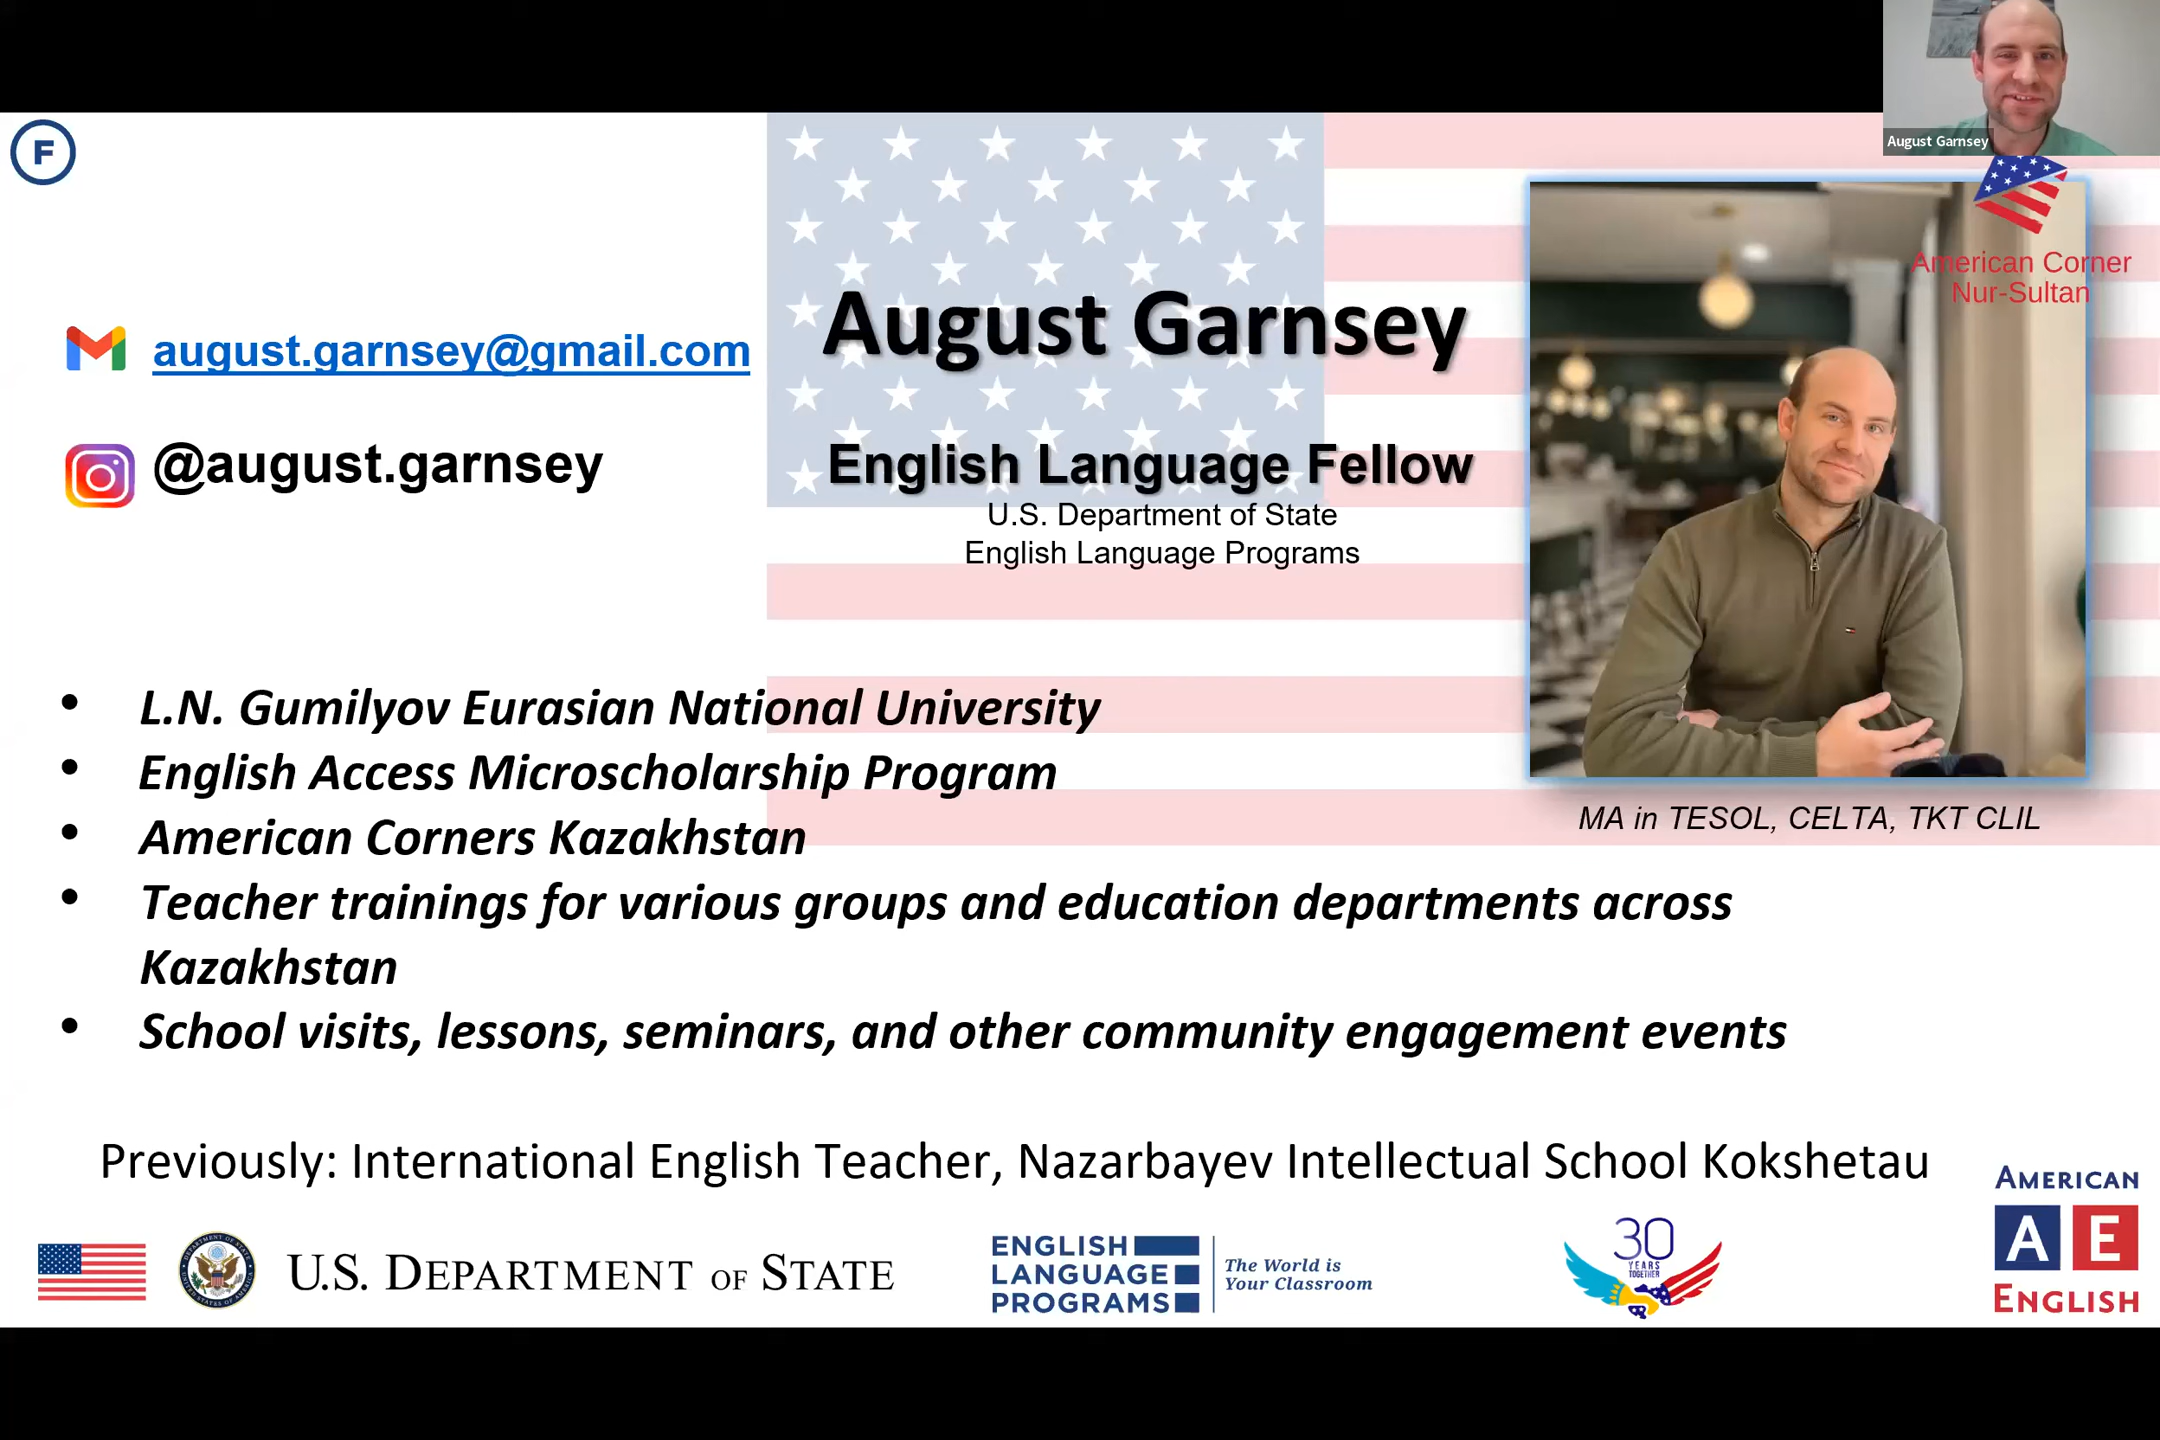 August Garnsey
F
American Corner
Nur-Sultan
august.garnsey@gmail.com
August Garnsey
@august.garnsey
English Language Fellow
U.S. Department of State
English Language Programs
• L.N. Gumilyov Eurasian National University
• English Access Microscholarship Program
• American Corners Kazakhstan
• Teacher trainings for various groups and education departments across
Kazakhstan
• School visits, lessons, seminars, and other community engagement events
MA in TESOL, CELTA, TKT CLIL
Previously: International English Teacher, Nazarbayev Intellectual School Kokshetau
U.S. DEPARTMENT OF STATE
ENGLISH
LANGUAGE
PROGRAMS
The World is
Your Classroom
30
YEARS
TOGETHER
AMERICAN
A E
ENGLISH